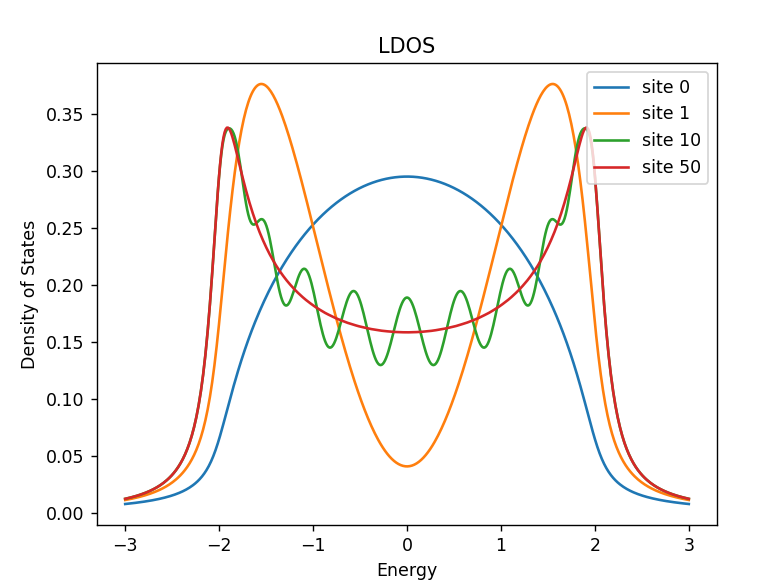 LDOS
site 0
site 1
site 10
site 50
Density of States
0.35
0.30
0.25
0.20
0.15
0.10
0.05
0.00
−3
−2
−1
0
1
2
3
Energy